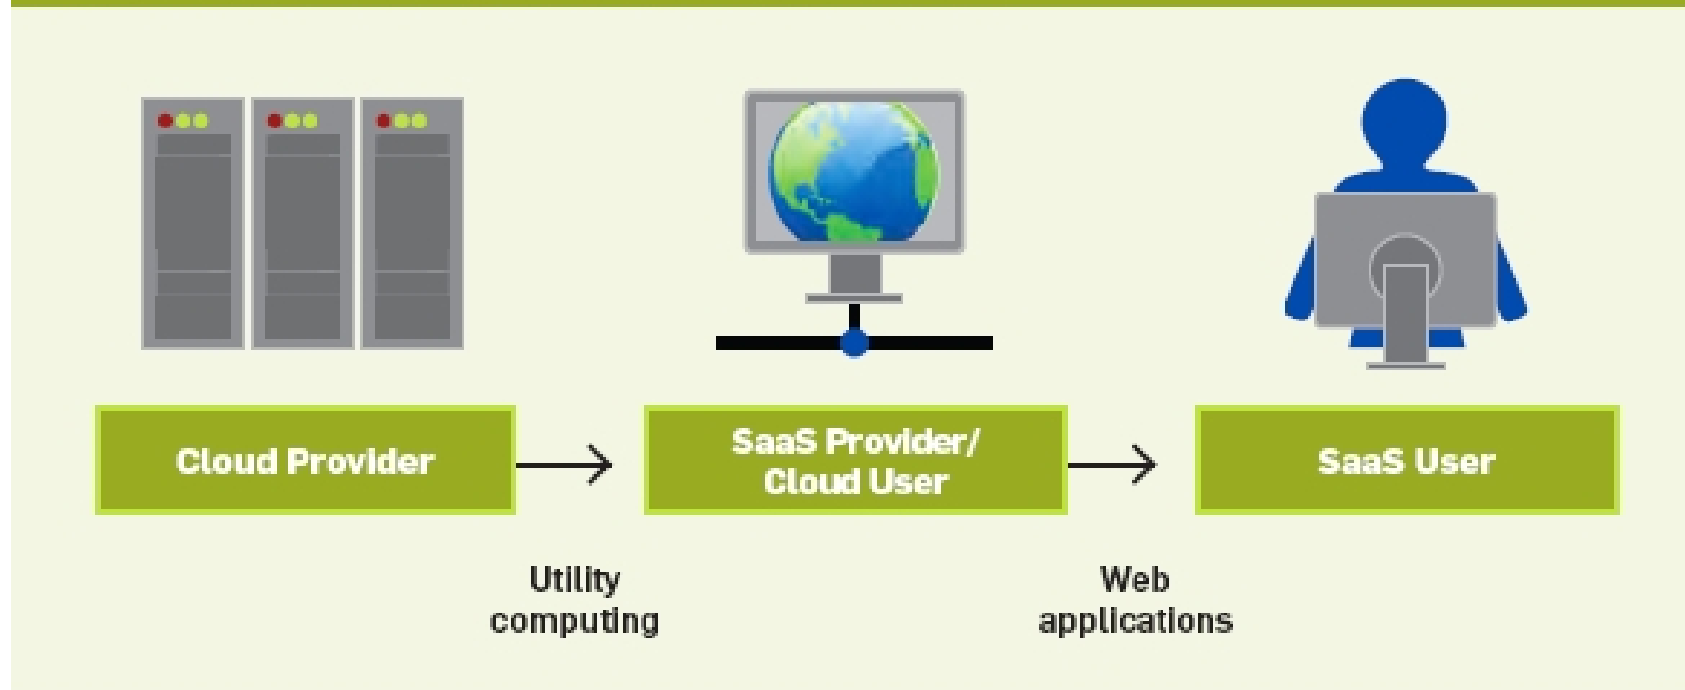 Cloud Provider
SaaS Provider/
Cloud User
SaaS User
Utility
computing
Web
applications